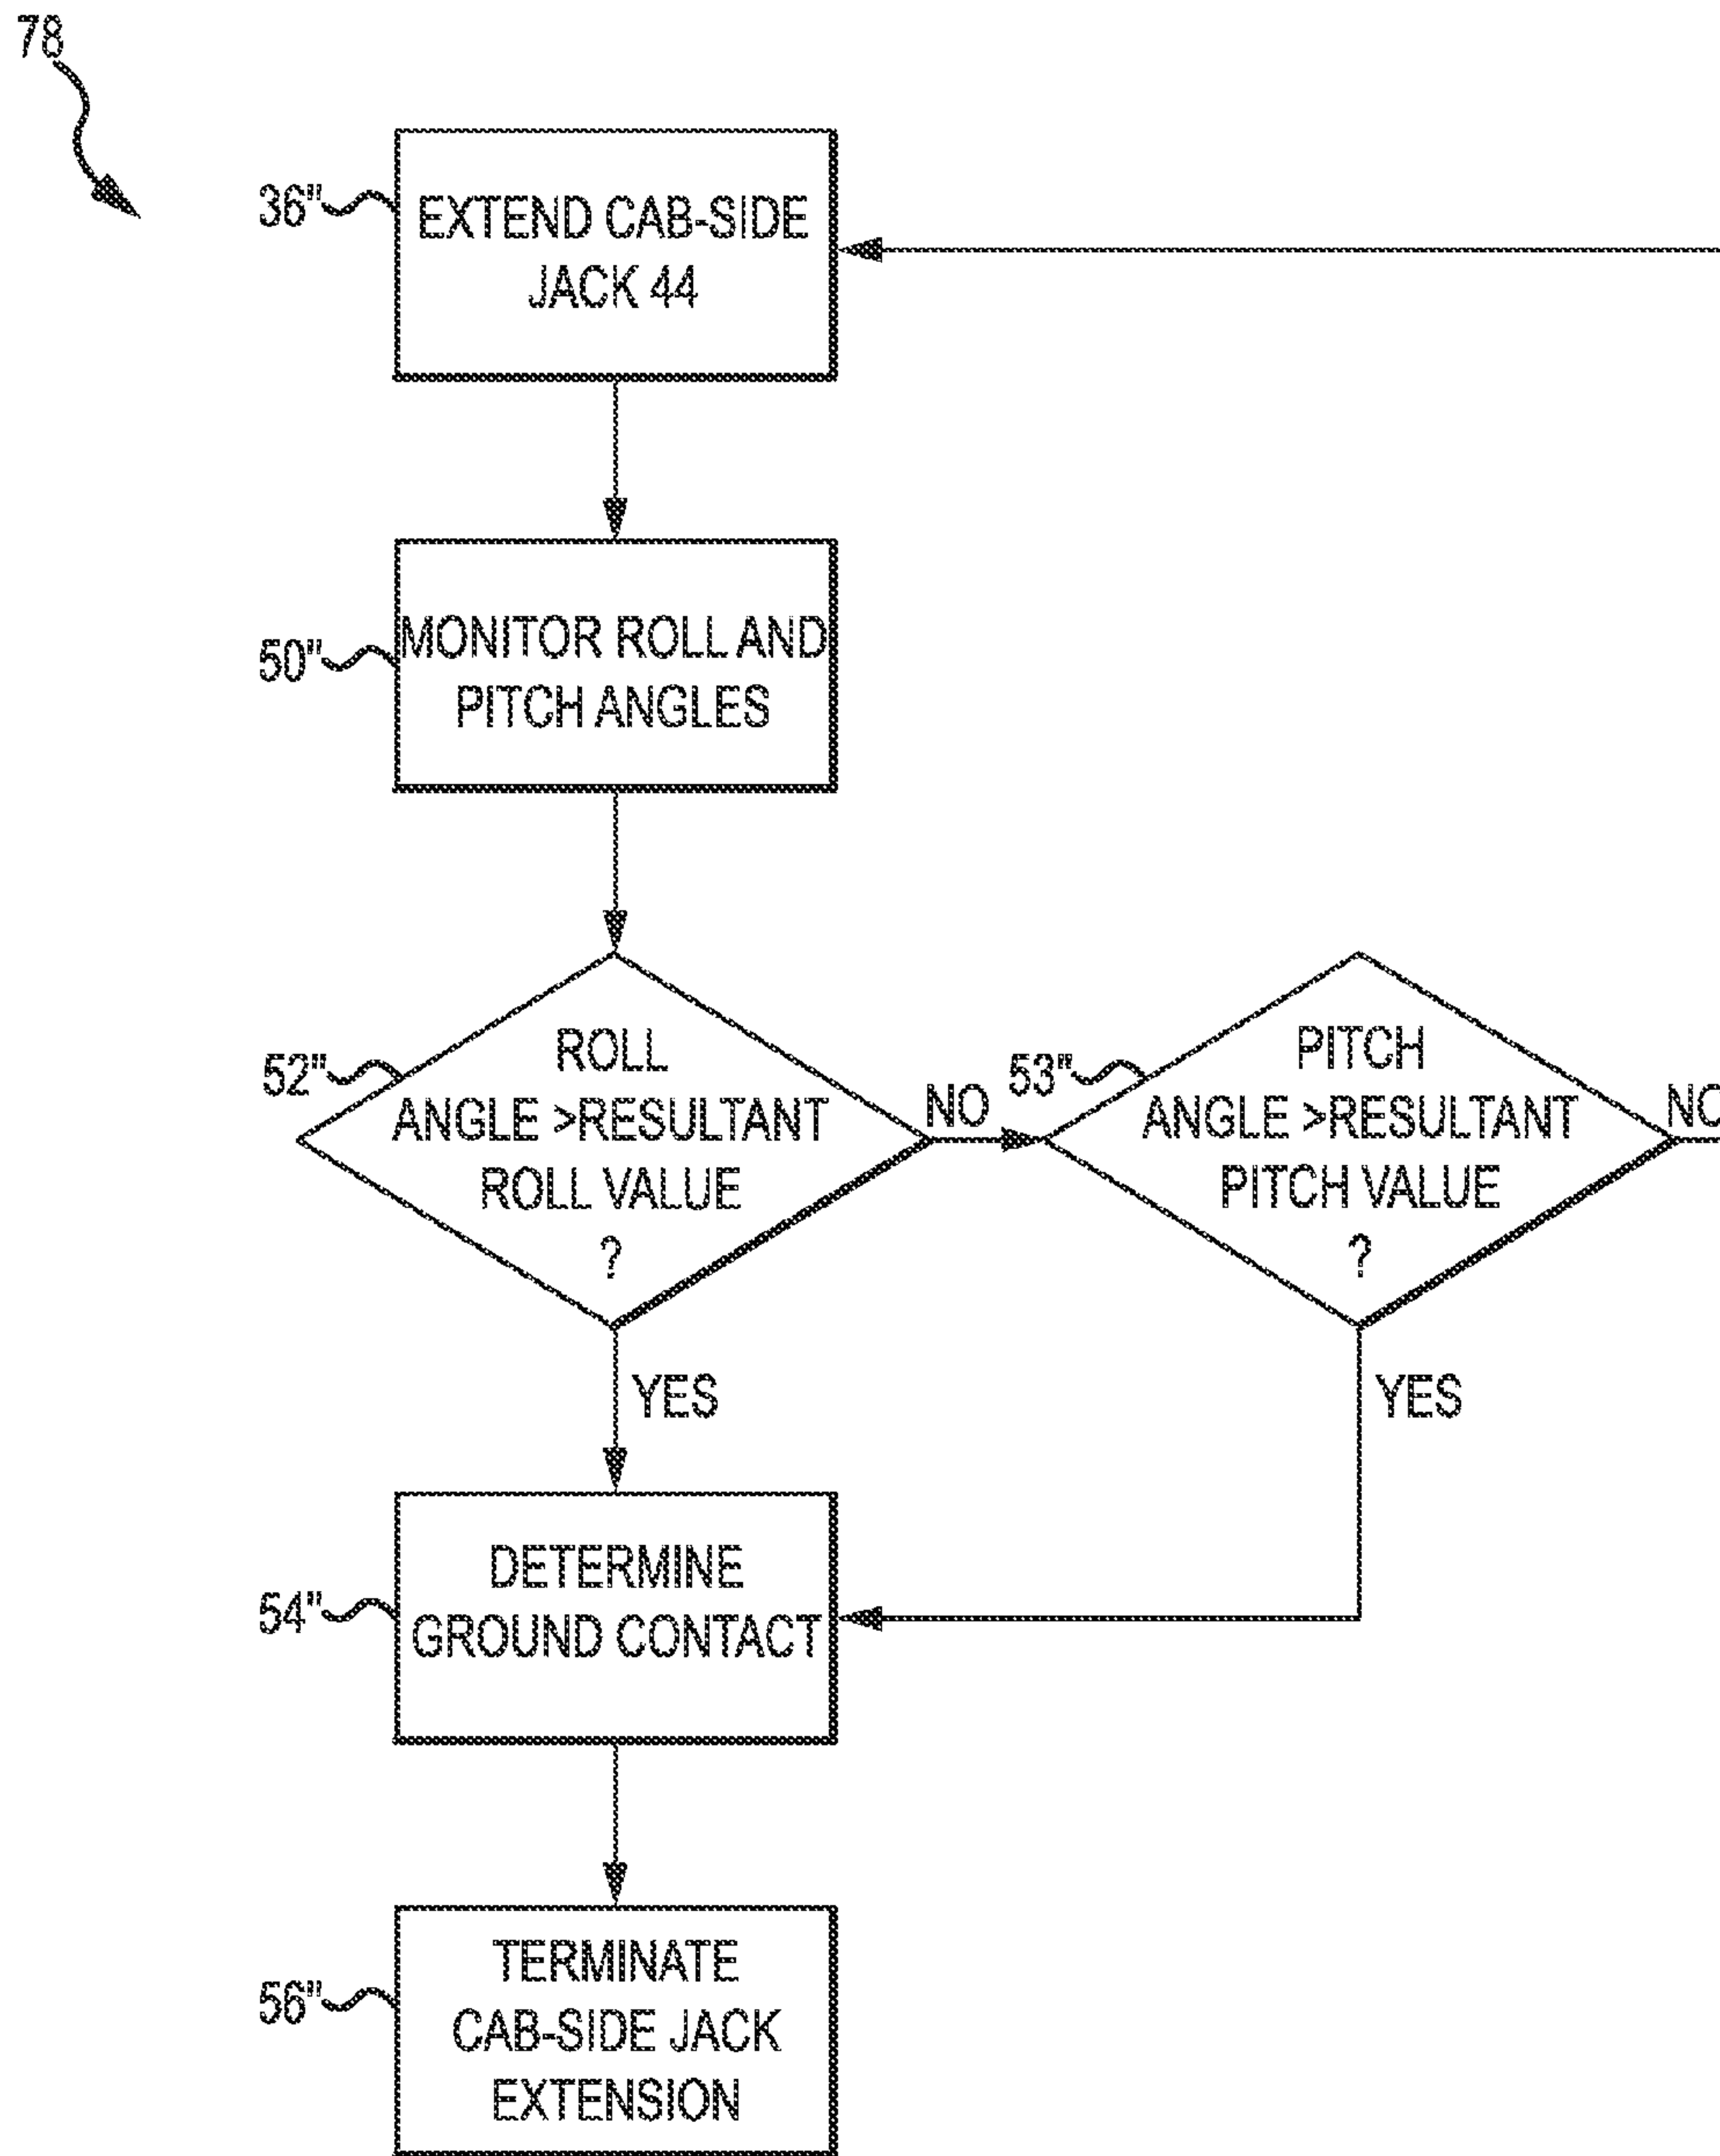 78
36"
EXTEND CAB-SIDE
JACK 44
50"
MONITOR ROLL AND
PITCH ANGLES
52"
ROLL
ANGLE >RESULTANT
ROLL VALUE
?
NO
53"
PITCH
ANGLE >RESULTANT
PITCH VALUE
?
NO
YES
YES
54"
DETERMINE
GROUND CONTACT
56"
TERMINATE
CAB-SIDE JACK
EXTENSION